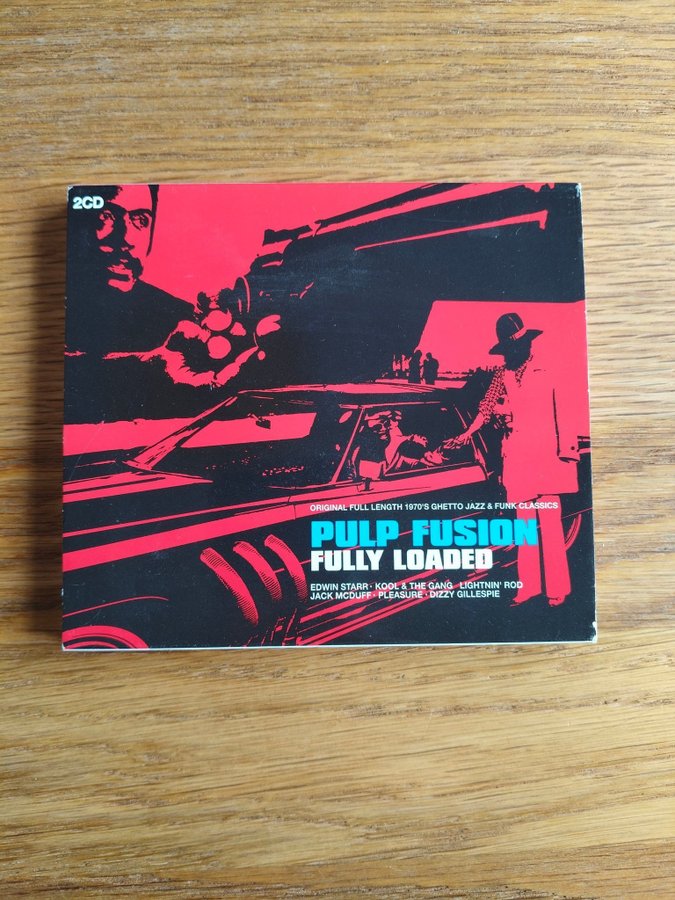 2CD
ORIGINAL FULL LENGTH 1970'S GHETTO JAZZ & FUNK CLASSICS
PULP FUSION
FULLY LOADED
EDWIN STARR · KOOL & THE GANG LIGHTNIN' ROD
JACK MCDUFF · PLEASURE · DIZZY GILLESPIE